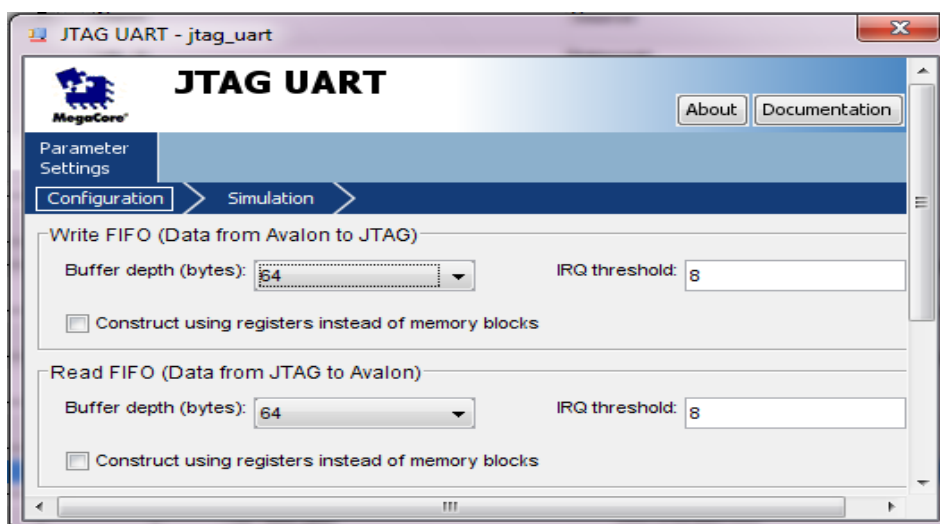 JTAG UART - jtag_uart
MegaCore®
JTAG UART
About Documentation
Parameter
Settings
Configuration Simulation
Write FIFO (Data from Avalon to JTAG)
Buffer depth (bytes): 64 IRQ threshold: 8
Construct using registers instead of memory blocks
Read FIFO (Data from JTAG to Avalon)
Buffer depth (bytes): 64 IRQ threshold: 8
Construct using registers instead of memory blocks